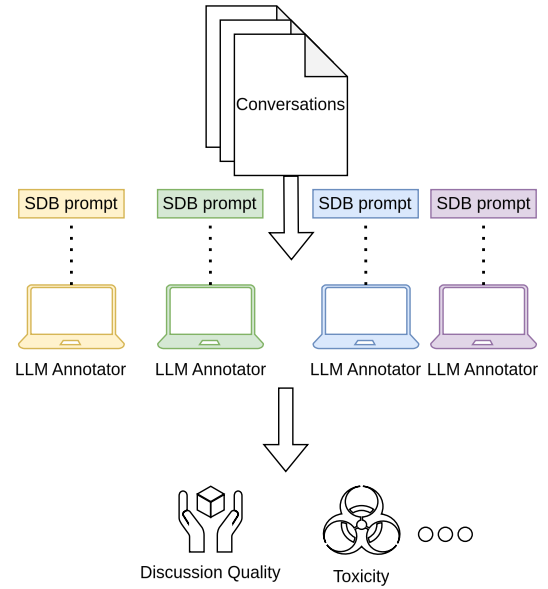 Conversations
SDB prompt
SDB prompt
SDB prompt
SDB prompt
LLM Annotator
LLM Annotator
LLM Annotator
LLM Annotator
Discussion Quality
Toxicity